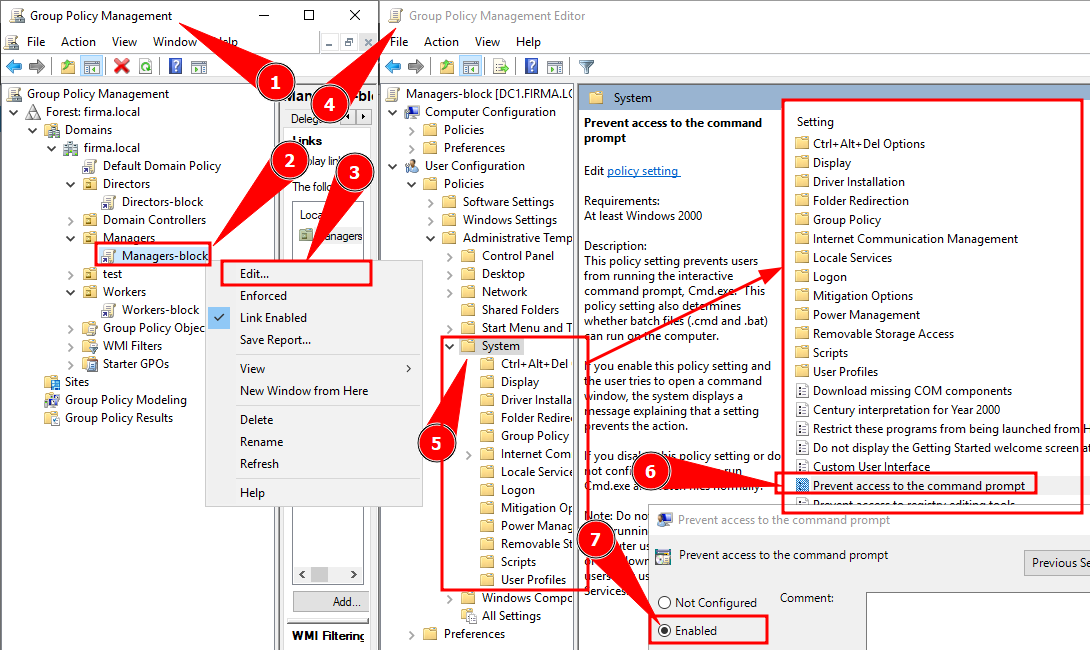 Group Policy Management
File Action View Window Help
1
Group Policy Management
Forest: firma.local
Domains
firma.local
Default Domain Policy
Directors
Directors-block
Domain Controllers
Managers
Managers-block
test
Workers
Workers-block
Group Policy Objec
WMI Filters
Starter GPOs
Sites
Group Policy Modeling
Group Policy Results
2
3
Managers-bl
Delega
Links
play lin
The follo
Loca
anagers
Add...
WMI Filtering
Edit...
Enforced
Link Enabled
Save Report...
View
New Window from Here
Delete
Rename
Refresh
Help
Group Policy Management Editor
File Action View Help
4
Managers-block [DC1.FIRMA.LO
Computer Configuration
Policies
Preferences
User Configuration
Policies
Software Settings
Windows Settings
Administrative Temp
Control Panel
Desktop
Network
Shared Folders
Start Menu and T
System
Ctrl+Alt+Del
Display
Driver Installa
Folder Redirec
Group Policy
Internet Com
Locale Service
Logon
Mitigation Op
Power Manag
Removable St
Scripts
User Profiles
Windows Compo
All Settings
Preferences
5
System
Prevent access to the command
prompt
Edit policy setting
Requirements:
At least Windows 2000
Description:
This policy setting prevents users
from running the interactive
command prompt, Cmd.exe. This
policy setting also determines
whether batch files (.cmd and .bat)
can run on the computer.
If you enable this policy setting and
the user tries to open a command
window, the system displays a
message explaining that a setting
prevents the action.
If you disable this policy setting or do
not confi run
Cmd.exe a files normally.
Note: Do no
running
uter us
down
users us
Services.
Setting
Ctrl+Alt+Del Options
Display
Driver Installation
Folder Redirection
Group Policy
Internet Communication Management
Locale Services
Logon
Mitigation Options
Power Management
Removable Storage Access
Scripts
User Profiles
Download missing COM components
Century interpretation for Year 2000
Restrict these programs from being launched from H
Do not display the Getting Started welcome screen at
Custom User Interface
Prevent access to the command prompt
Prevent access to registry editing tools
6
7
Prevent access to the command prompt
Prevent access to the command prompt
Previous Se
Not Configured
Comment:
Enabled